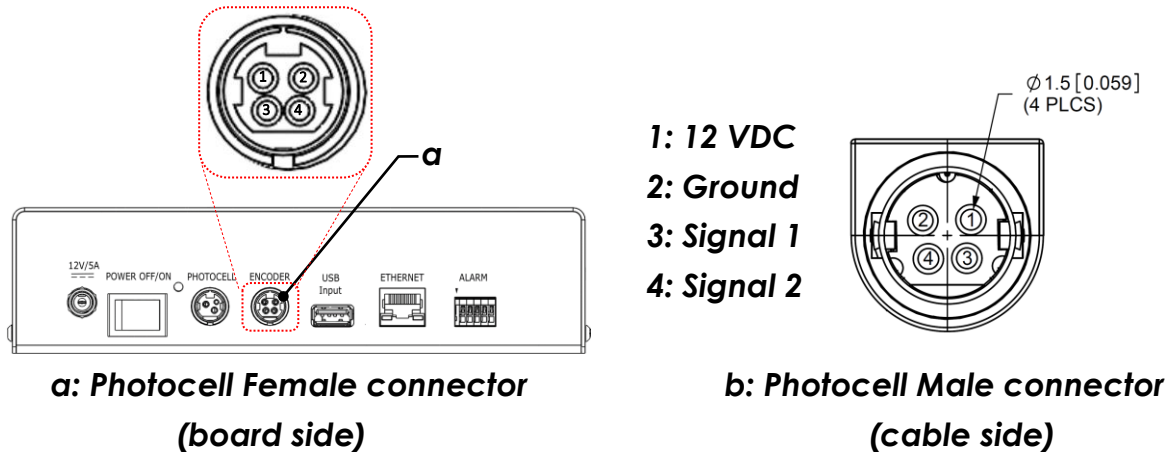 1 2
3 4
a
12V/5A
POWER OFF/ON
PHOTOCELL
ENCODER
USB
Input
ETHERNET
ALARM
a: Photocell Female connector
(board side)
1: 12 VDC
2: Ground
3: Signal 1
4: Signal 2
Ø 1.5 [0.059]
(4 PLCS)
2 1
4 3
b: Photocell Male connector
(cable side)